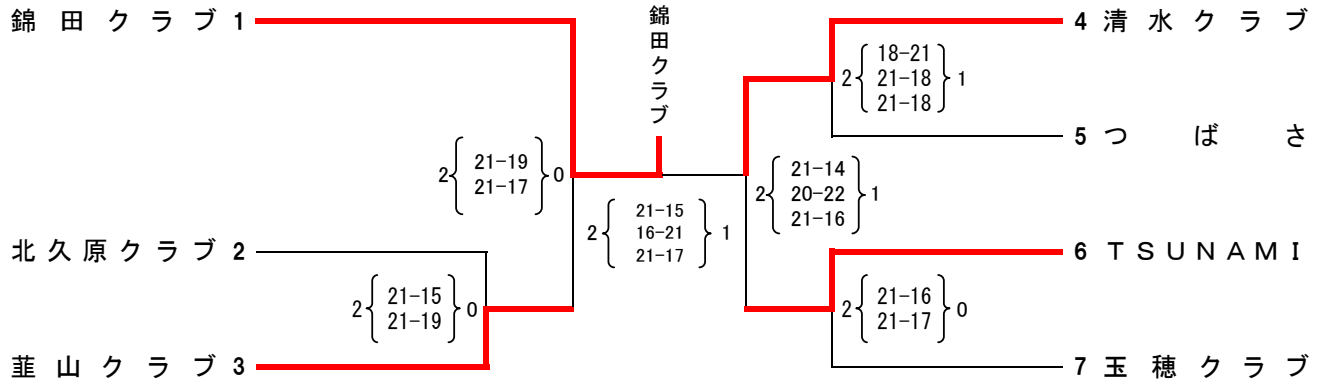 錦田クラブ 1
錦田クラブ
4 清水クラブ
2 18-21 1
21-18
21-18
5 つばさ
2 21-19 0
21-17
2 21-14 1
20-22
21-16
2 21-15 1
16-21
21-17
北久原クラブ 2
6 TSUNAMI
2 21-15 0
21-19
2 21-16 0
21-17
韮山クラブ 3
7 玉穂クラブ